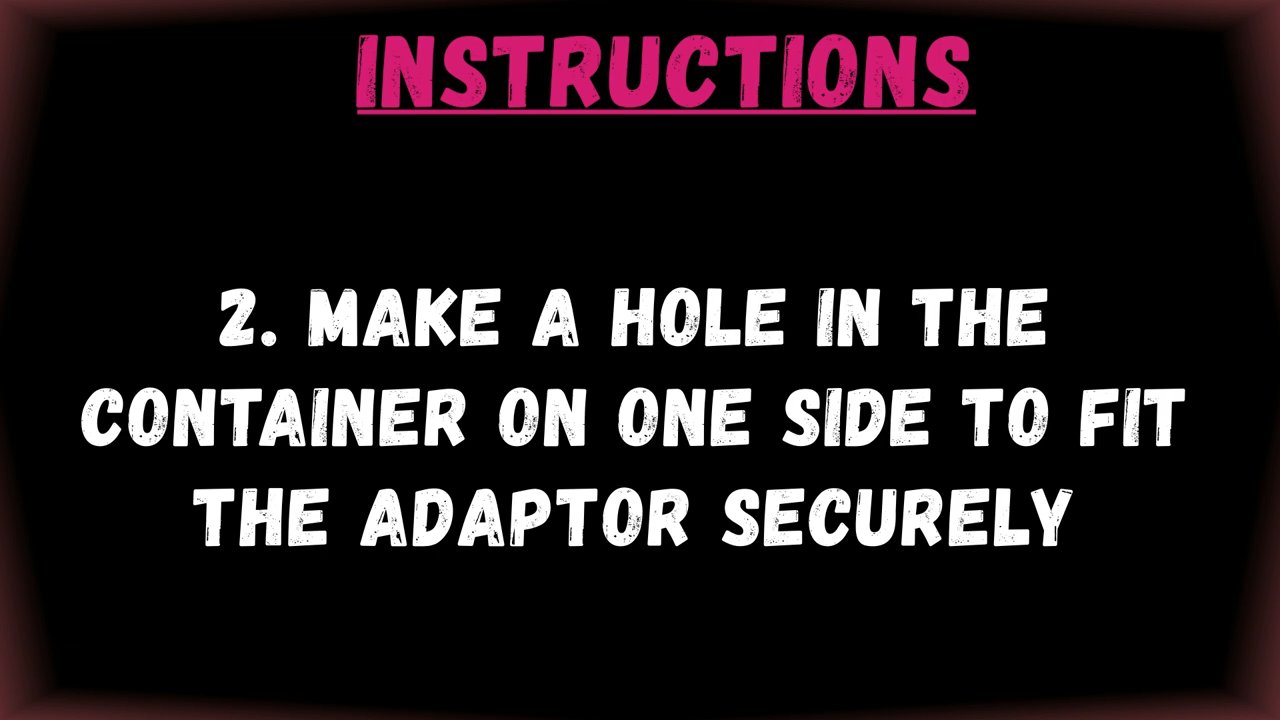 INSTRUCTIONS
2. MAKE A HOLE IN THE
CONTAINER ON ONE SIDE TO FIT
THE ADAPTOR SECURELY